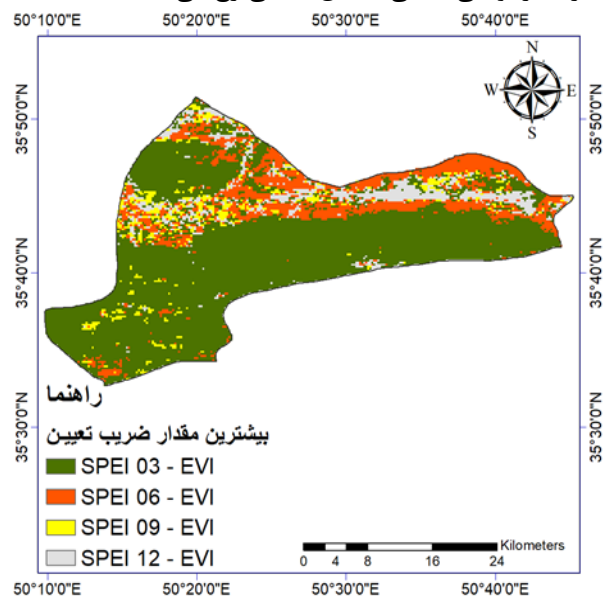 50°10'0"E 50°20'0"E 50°30'0"E 50°40'0"E
N
W E
S
35°50'0"N 35°50'0"N
35°40'0"N 35°40'0"N
35°30'0"N 35°30'0"N
راهنما
بیشترین مقدار ضریب تعیین
SPEI 03 - EVI
SPEI 06 - EVI
SPEI 09 - EVI
SPEI 12 - EVI
Kilometers
0 4 8 16 24
50°10'0"E 50°20'0"E 50°30'0"E 50°40'0"E